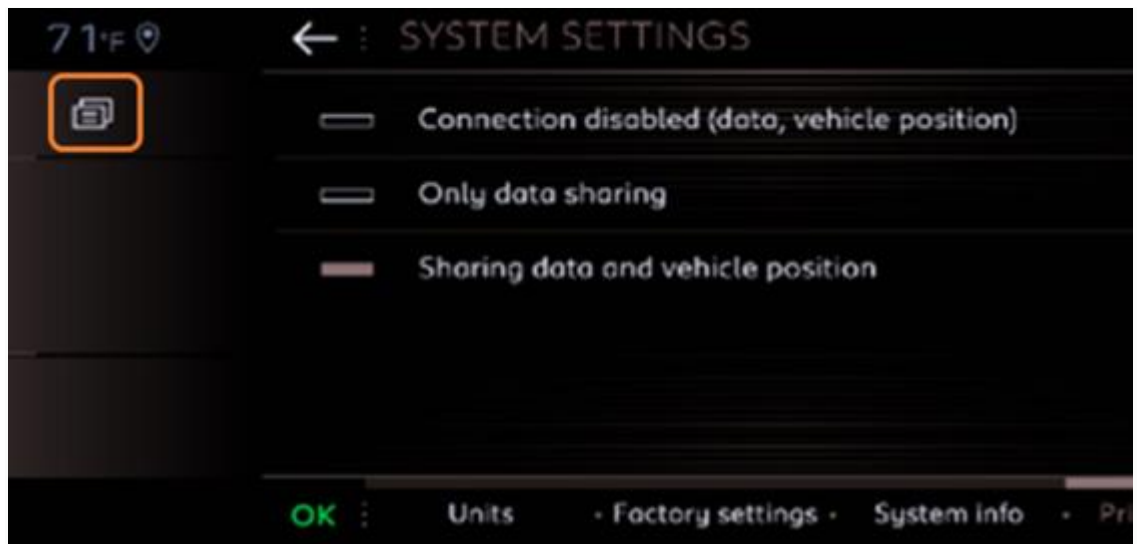 71°F
SYSTEM SETTINGS
Connection disabled (data, vehicle position)
Only data sharing
Sharing data and vehicle position
OK
Units · Factory settings · System info · Pri